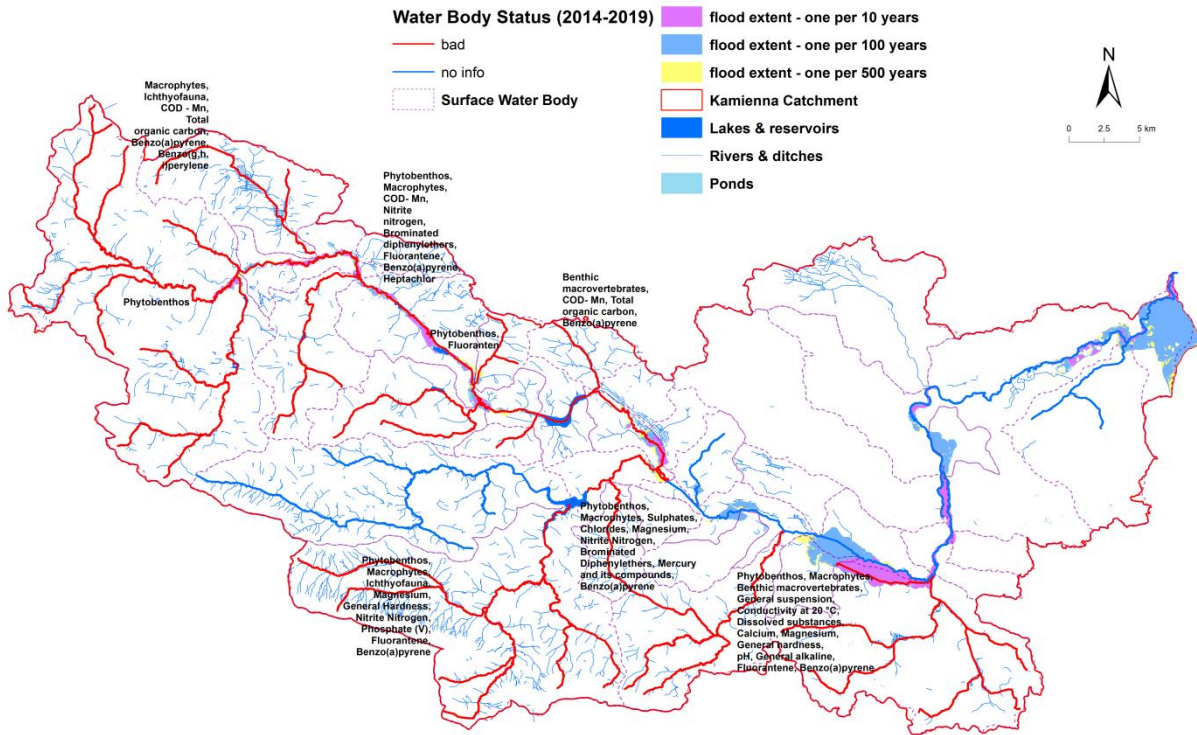 Water Body Status (2014-2019)
bad
no info
Surface Water Body
flood extent - one per 10 years
flood extent - one per 100 years
flood extent - one per 500 years
Kamienna Catchment
Lakes & reservoirs
Rivers & ditches
Ponds
N
0 2.5 5 km
Macrophytes,
Ichthyofauna,
COD - Mn,
Total
organic carbon,
Benzo(a)pyrene,
Benzo(g,h,
i)perylene
Phytobenthos,
Macrophytes,
COD- Mn,
Nitrite
nitrogen,
Brominated
diphenylothers,
Fluorantene,
Benzo(a)pyrene,
Heptachlor
Phytobenthos
Phytobenthos,
Fluoranten
Benthic
macrovertebrates,
COD- Mn, Total
organic carbon,
Benzo(a)pyrene
Phytobenthos,
Macrophytes,
Ichthyofauna,
Magnesium,
General Hardness,
Nitrite Nitrogen,
Phosphate (V),
Fluorantene,
Benzo(a)pyrene
Phytobenthos,
Macrophytes, Sulphates,
Chlorides, Magnesium,
Nitrite Nitrogen,
Brominated
Diphenylethers, Mercury
and its compounds,
Benzo(a)pyrene
Phytobenthos, Macrophytes,
Benthic macrovertebrates,
General suspension,
Conductivity at 20 °C,
Dissolved substances,
Calcium, Magnesium,
General hardness,
pH, General alkaline,
Fluorantene, Benzo(a)pyrene